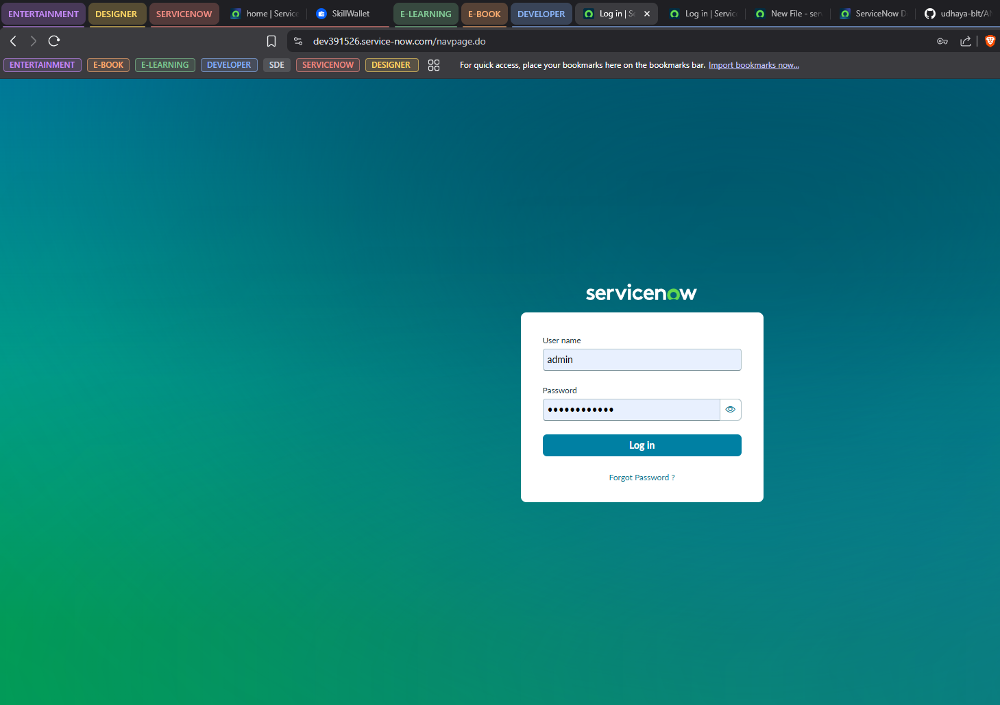 ENTERTAINMENT DESIGNER SERVICENOW home | Service SkillWallet E-LEARNING E-BOOK DEVELOPER Log in | Se Log in | Servic New File - ser ServiceNow D udhaya-blt/A
dev391526.service-now.com/navpage.do
ENTERTAINMENT E-BOOK E-LEARNING DEVELOPER SDE SERVICENOW DESIGNER For quick access, place your bookmarks here on the bookmarks bar. Import bookmarks now...
servicenow
User name
admin
Password
••••••••••••
Log in
Forgot Password ?